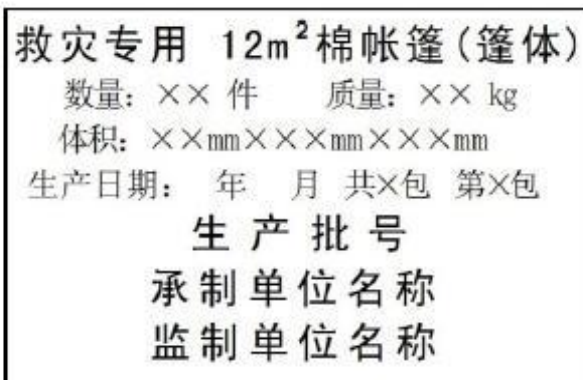 救灾专用 12m²棉帐篷(篷体)
数量: ×× 件 质量: ×× kg
体积: ××mm×××mm×××mm
生产日期: 年 月 共×包 第×包
生产批号
承制单位名称
监制单位名称